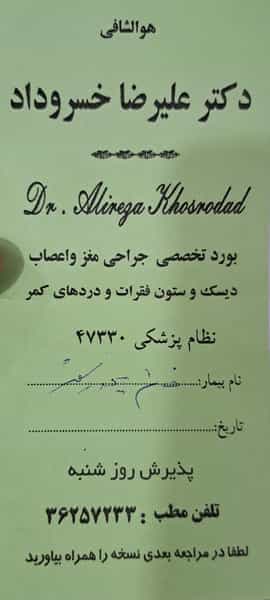 هوالشافی
دکتر علیرضا خسروداد
Dr. Alireza Khosrodad
بورد تخصصی جراحی مغز واعصاب
دیسک و ستون فقرات و دردهای کمر
نظام پزشکی ۴۷۳۳۰
نام بیمار:
تاریخ:
پذیرش روز شنبه
تلفن مطب : ۳۶۲۵۷۲۳۳
لطفا در مراجعه بعدی نسخه را همراه بیاورید